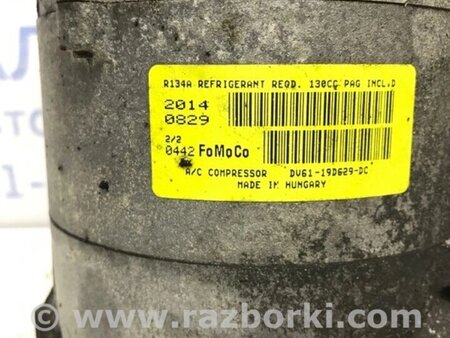 R134A REFRIGERANT REQD. 130CC PAG INCL.D
2014
0829
2/2
0442 FoMoCo
A/C COMPRESSOR DV61-19D629-DC
MADE IN HUNGARY
www.razborki.com